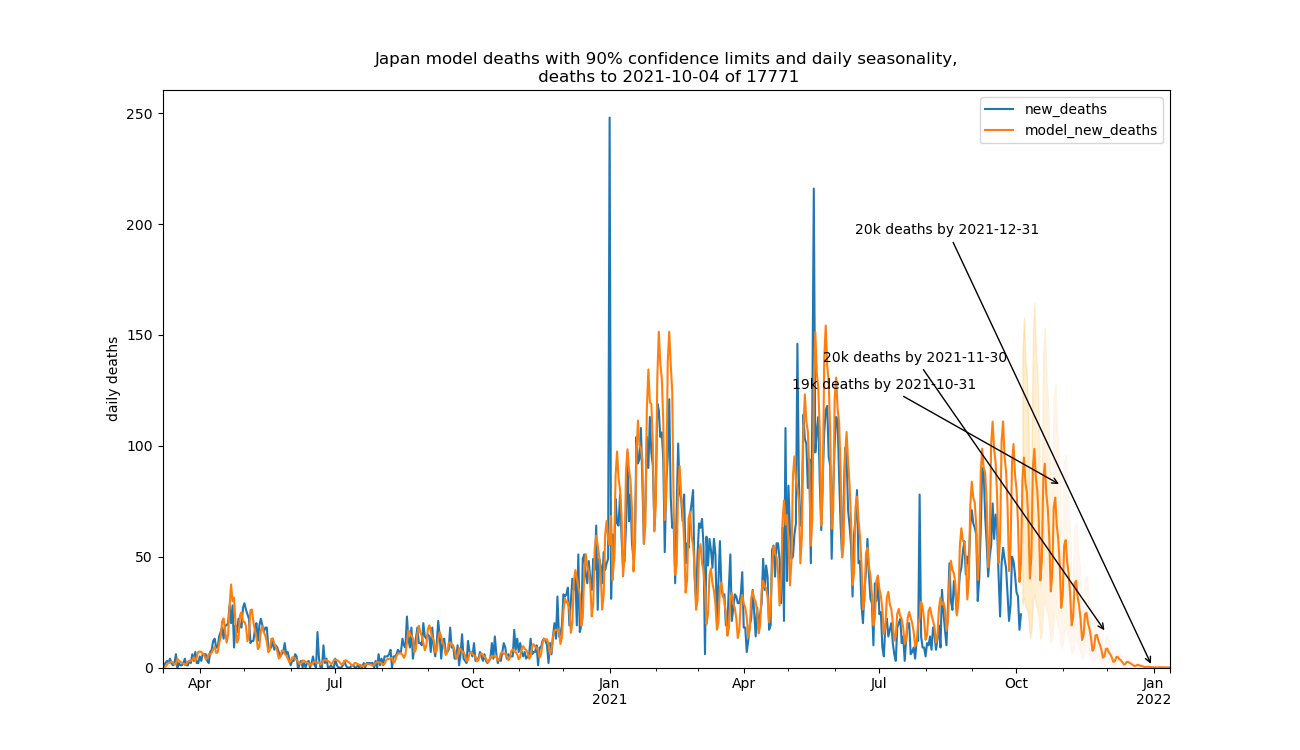 Japan model deaths with 90% confidence limits and daily seasonality,
deaths to 2021-10-04 of 17771
250
200
150
100
50
0
daily deaths
new_deaths
model_new_deaths
20k deaths by 2021-12-31
20k deaths by 2021-11-30
19k deaths by 2021-10-31
Apr
Jul
Oct
Jan
2021
Apr
Jul
Oct
Jan
2022